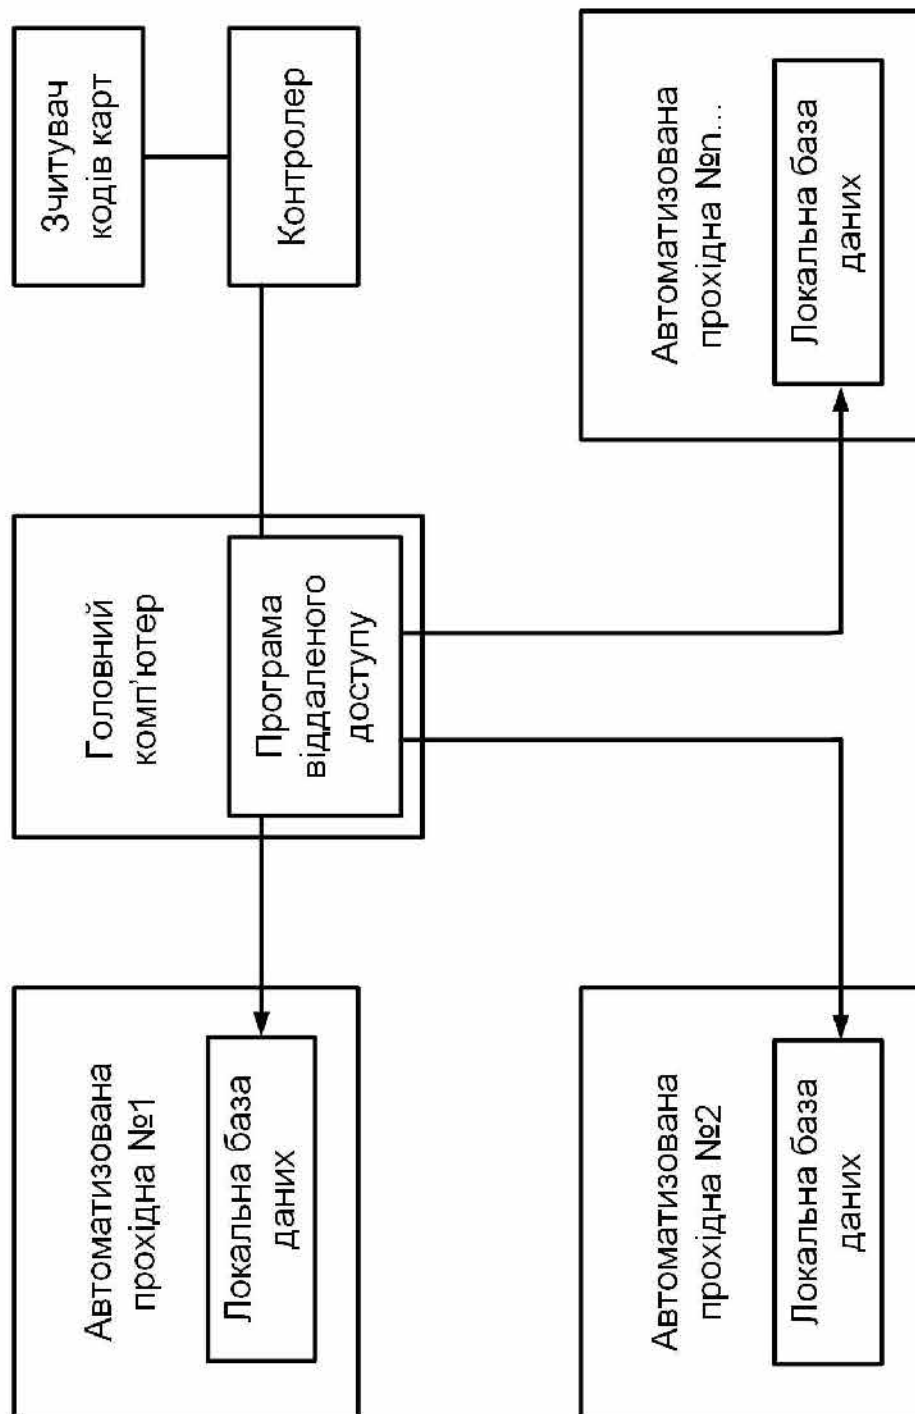 Автоматизована
прохідна №1
Локальна база
даних
Головний
комп'ютер
Програма
віддаленого
доступу
Зчитувач
кодів карт
Контролер
Автоматизована
прохідна №2
Локальна база
даних
Автоматизована
прохідна №n...
Локальна база
даних